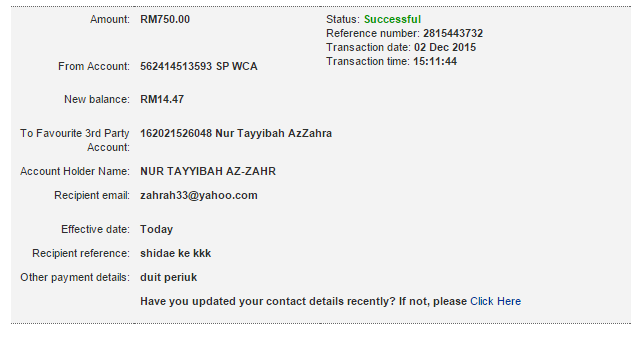 Amount: RM750.00
Status: Successful
Reference number: 2815443732
Transaction date: 02 Dec 2015
Transaction time: 15:11:44
From Account: 562414513593 SP WCA
New balance: RM14.47
To Favourite 3rd Party
Account: 162021526048 Nur Tayyibah AzZahra
Account Holder Name: NUR TAYYIBAH AZ-ZAHR
Recipient email: zahrah33@yahoo.com
Effective date: Today
Recipient reference: shidae ke kkk
Other payment details: duit periuk
Have you updated your contact details recently? If not, please Click Here